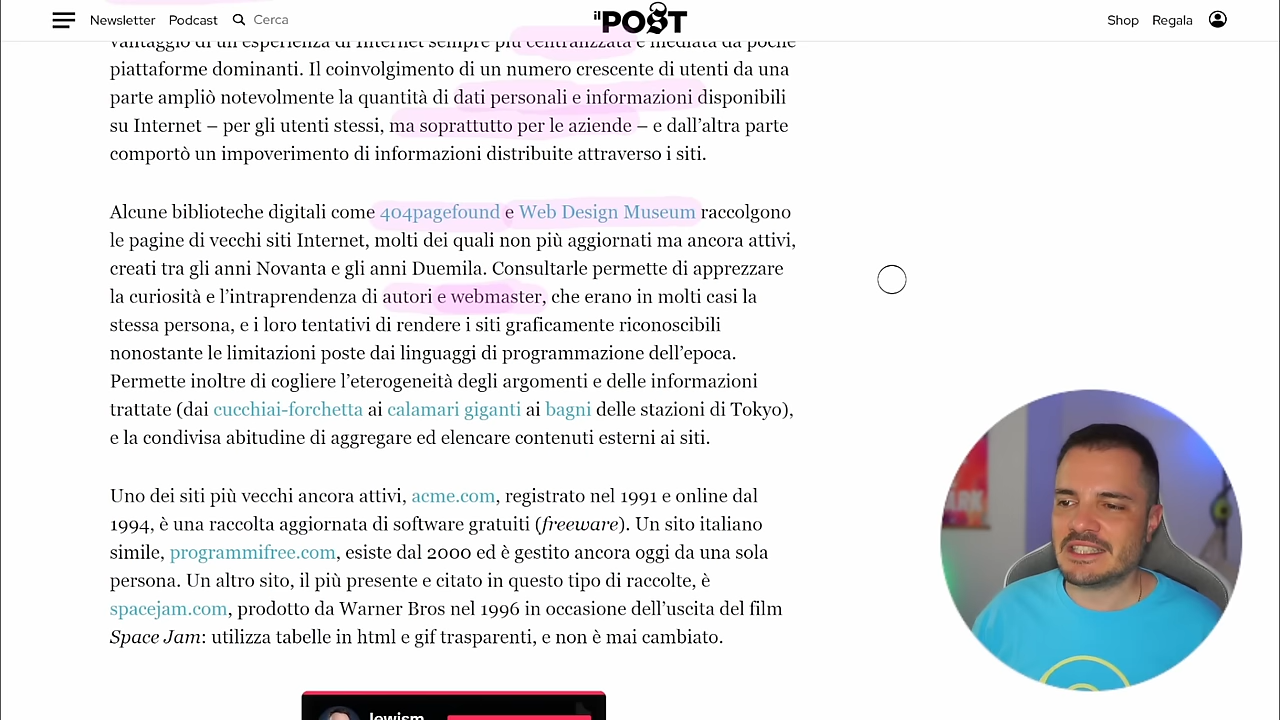 Newsletter Podcast Cerca
il POST
Shop Regala
vantaggio di un'esperienza di Internet sempre più centralizzata e mediata da poche
piattaforme dominanti. Il coinvolgimento di un numero crescente di utenti da una
parte ampliò notevolmente la quantità di dati personali e informazioni disponibili
su Internet – per gli utenti stessi, ma soprattutto per le aziende – e dall'altra parte
comportò un impoverimento di informazioni distribuite attraverso i siti.
Alcune biblioteche digitali come 404pagefound e Web Design Museum raccolgono
le pagine di vecchi siti Internet, molti dei quali non più aggiornati ma ancora attivi,
creati tra gli anni Novanta e gli anni Duemila. Consultarle permette di apprezzare
la curiosità e l'intraprendenza di autori e webmaster, che erano in molti casi la
stessa persona, e i loro tentativi di rendere i siti graficamente riconoscibili
nonostante le limitazioni poste dai linguaggi di programmazione dell'epoca.
Permette inoltre di cogliere l'eterogeneità degli argomenti e delle informazioni
trattate (dai cucchiai-forchetta ai calamari giganti ai bagni delle stazioni di Tokyo),
e la condivisa abitudine di aggregare ed elencare contenuti esterni ai siti.
Uno dei siti più vecchi ancora attivi, acme.com, registrato nel 1991 e online dal
1994, è una raccolta aggiornata di software gratuiti (freeware). Un sito italiano
simile, programmifree.com, esiste dal 2000 ed è gestito ancora oggi da una sola
persona. Un altro sito, il più presente e citato in questo tipo di raccolte, è
spacejam.com, prodotto da Warner Bros nel 1996 in occasione dell'uscita del film
Space Jam: utilizza tabelle in html e gif trasparenti, e non è mai cambiato.